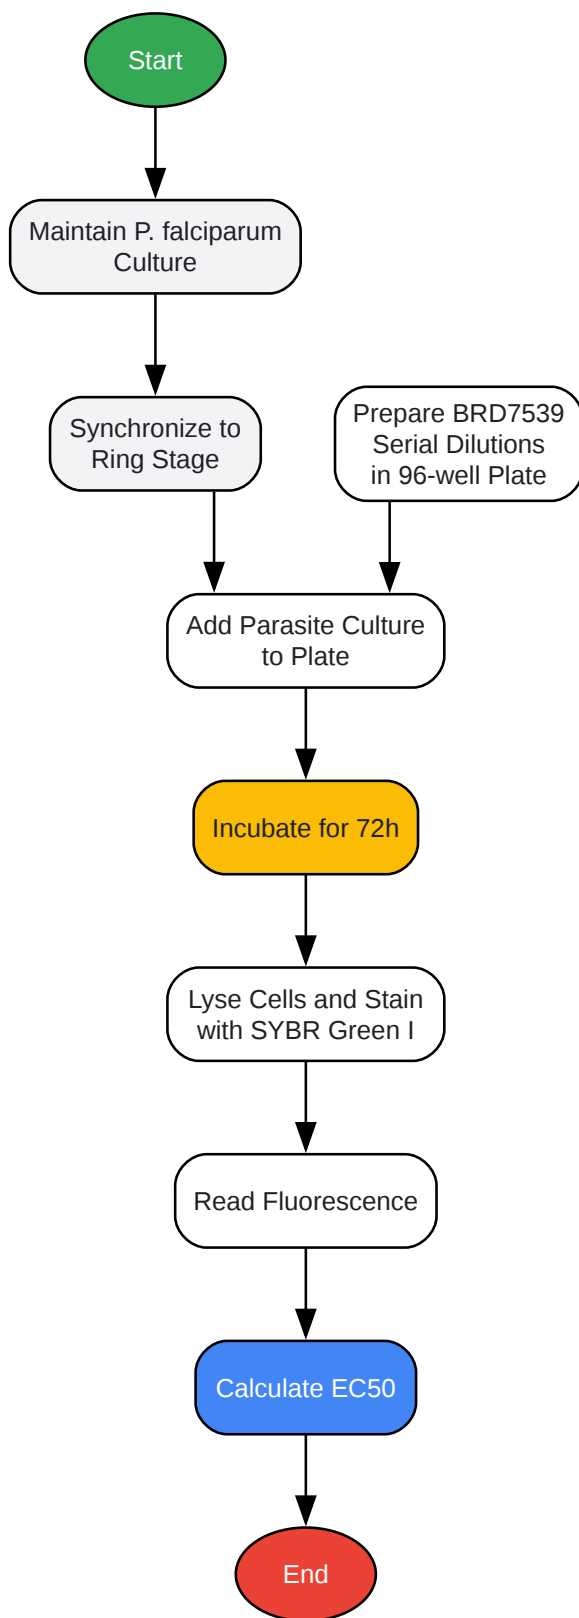 Start
Maintain P. falciparum
Culture
Synchronize to
Ring Stage
Prepare BRD7539
Serial Dilutions
in 96-well Plate
Add Parasite Culture
to Plate
Incubate for 72h
Lyse Cells and Stain
with SYBR Green I
Read Fluorescence
Calculate EC50
End